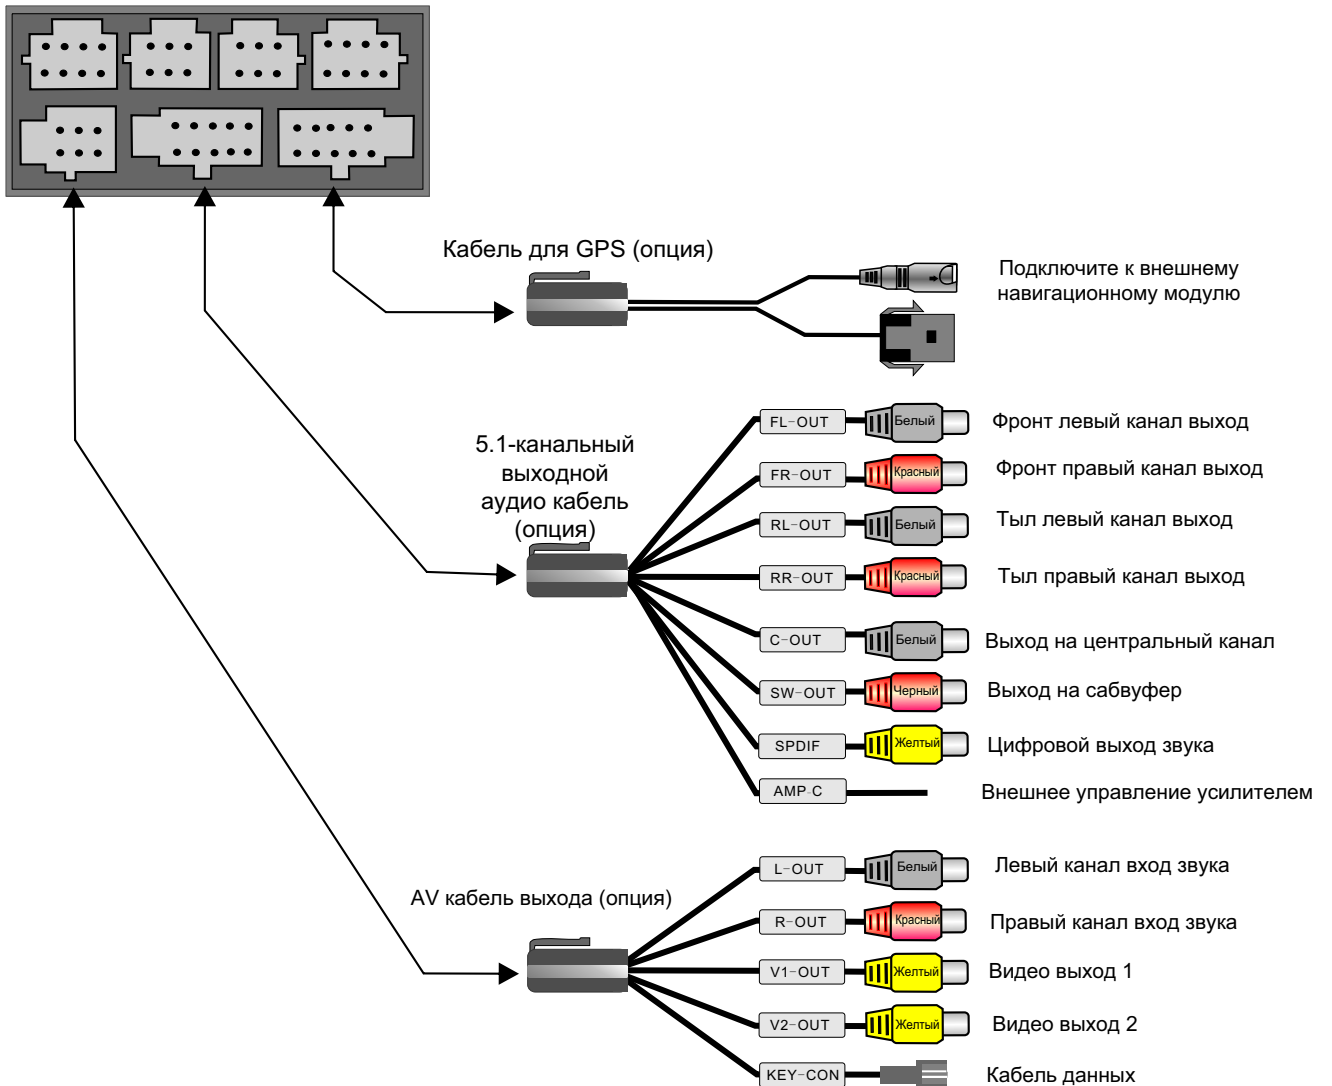 Кабель для GPS (опция)
Подключите к внешнему
навигационному модулю
5.1-канальный
выходной
аудио кабель
(опция)
FL-OUT Белый Фронт левый канал выход
FR-OUT Красный Фронт правый канал выход
RL-OUT Белый Тыл левый канал выход
RR-OUT Красный Тыл правый канал выход
C-OUT Белый Выход на центральный канал
SW-OUT Черный Выход на сабвуфер
SPDIF Желтый Цифровой выход звука
AMP-C Внешнее управление усилителем
AV кабель выхода (опция)
L-OUT Белый Левый канал вход звука
R-OUT Красный Правый канал вход звука
V1-OUT Желтый Видео выход 1
V2-OUT Желтый Видео выход 2
KEY-CON Кабель данных